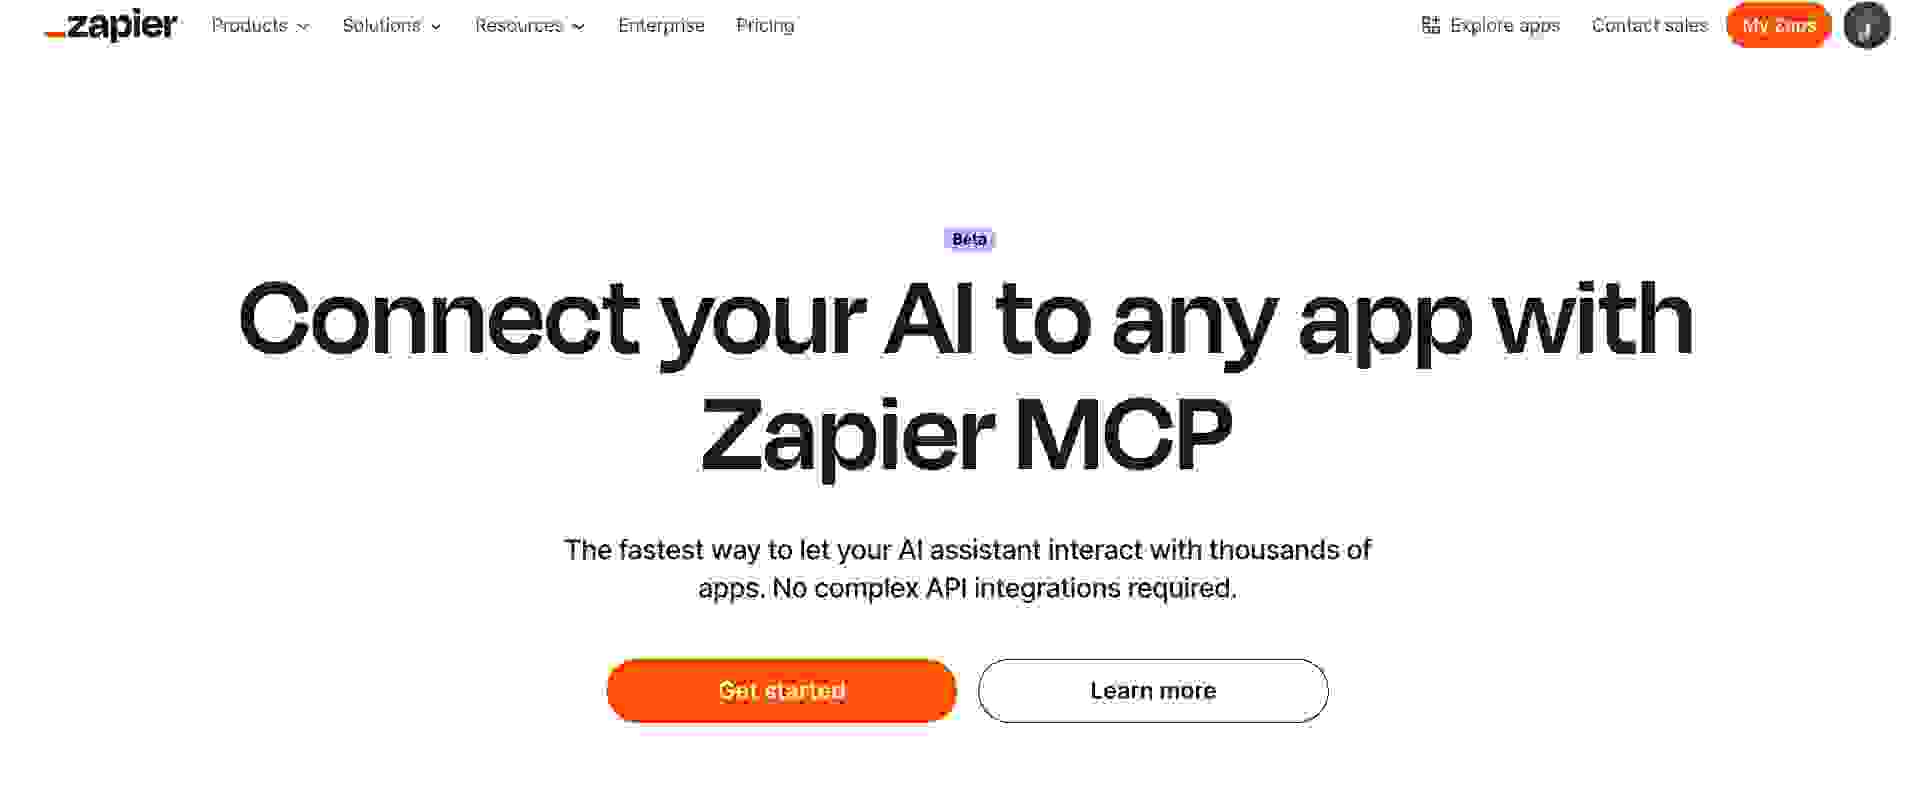 zapier
Products
Solutions
Resources
Enterprise
Pricing
Explore apps
Contact sales
My Zaps
Beta
Connect your AI to any app with
Zapier MCP
The fastest way to let your AI assistant interact with thousands of
apps. No complex API integrations required.
Get started
Learn more